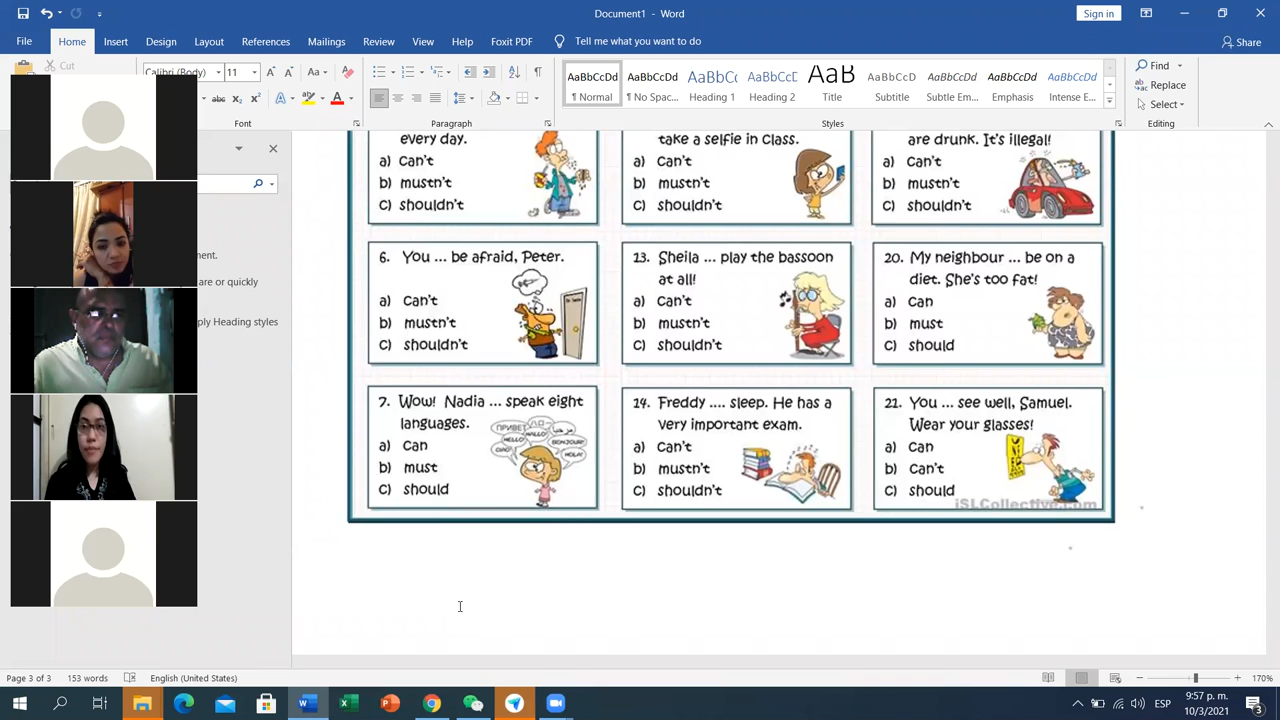 Document1 - Word
Sign in
File Home Insert Design Layout References Mailings Review View Help Foxit PDF Tell me what you want to do Share
Cut
Calibri (Body) 11
Find
Replace
Select
AaBbCcDd AaBbCcDd AaBbCc AaBbCcD AaB AaBbCcD AaBbCcDd AaBbCcDd AaBbCcDd
¶ Normal ¶ No Spac... Heading 1 Heading 2 Title Subtitle Subtle Em... Emphasis Intense E...
Font Paragraph Styles Editing
ment.
are or quickly
ply Heading styles
every day.
a) Can't
b) mustn't
c) shouldn't
take a selfie in class.
a) Can't
b) mustn't
c) shouldn't
are drunk. It's illegal!
a) Can't
b) mustn't
c) shouldn't
6. You ... be afraid, Peter.
a) Can't
b) mustn't
c) shouldn't
13. Sheila ... play the bassoon
at all!
a) Can't
b) mustn't
c) shouldn't
20. My neighbour ... be on a
diet. She's too fat!
a) Can
b) must
c) should
7. Wow! Nadia ... speak eight
languages.
a) Can
b) must
c) should
ПРИВЕТ
HELLO!
HALLO!
CIAO!
BONJOUR!
HOLA!
14. Freddy .... sleep. He has a
very important exam.
a) Can't
b) mustn't
c) shouldn't
21. You ... see well, Samuel.
Wear your glasses!
a) Can
b) Can't
c) should
iSLCollective.com
Page 3 of 3 153 words English (United States) 170%
ESP
9:57 p. m.
10/3/2021
3